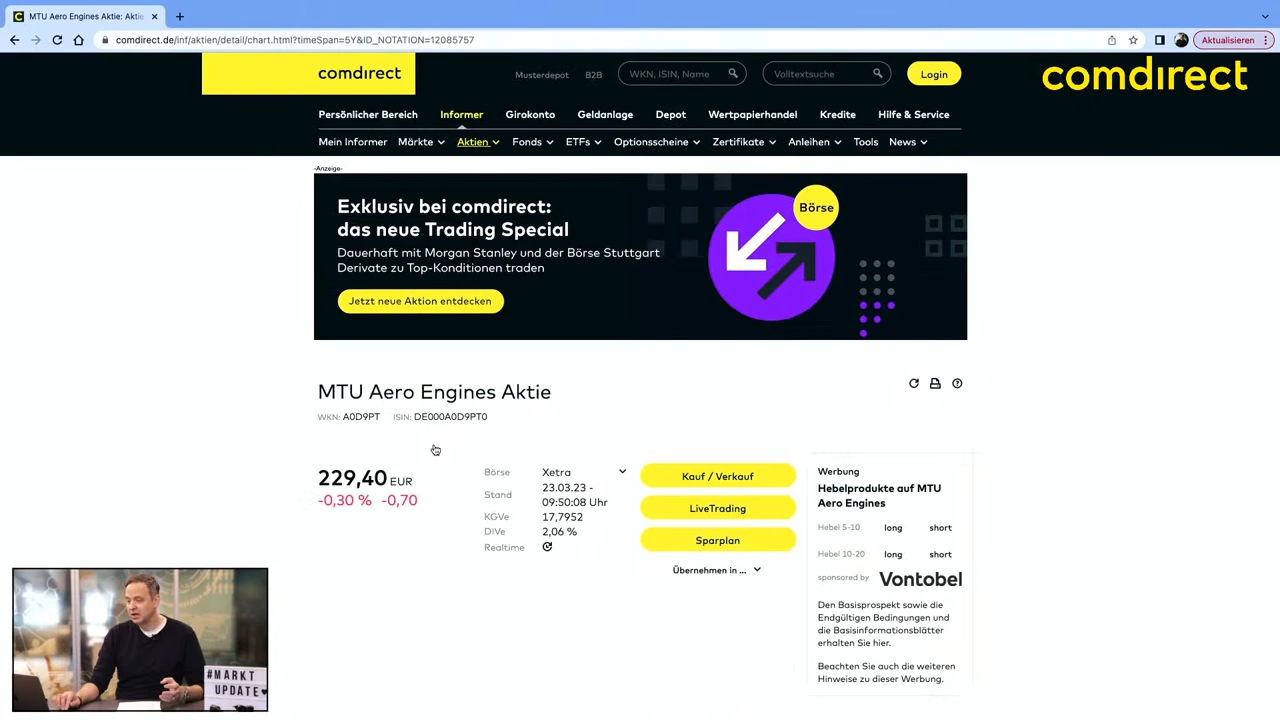 MTU Aero Engines Aktie: Aktie
comdirect.de/inf/aktien/detail/chart.html?timeSpan=5Y&ID_NOTATION=12085757
Aktualisieren
comdirect
Musterdepot B2B
WKN, ISIN, Name
Volltextsuche
Login
comdirect
Persönlicher Bereich Informer Girokonto Geldanlage Depot Wertpapierhandel Kredite Hilfe & Service
Mein Informer Märkte Aktien Fonds ETFs Optionsscheine Zertifikate Anleihen Tools News
-Anzeige-
Exklusiv bei comdirect:
das neue Trading Special
Dauerhaft mit Morgan Stanley und der Börse Stuttgart
Derivate zu Top-Konditionen traden
Jetzt neue Aktion entdecken
Börse
MTU Aero Engines Aktie
WKN: A0D9PT ISIN: DE000A0D9PT0
229,40 EUR
-0,30 % -0,70
Börse Xetra
Stand 23.03.23 -
09:50:08 Uhr
KGVe 17,7952
DIVe 2,06 %
Realtime
Kauf / Verkauf
LiveTrading
Sparplan
Übernehmen in ...
Werbung
Hebelprodukte auf MTU
Aero Engines
Hebel 5-10 long short
Hebel 10-20 long short
sponsored by Vontobel
Den Basisprospekt sowie die
Endgültigen Bedingungen und
die Basisinformationsblätter
erhalten Sie hier.
Beachten Sie auch die weiteren
Hinweise zu dieser Werbung.
#MARKT
UPDATE